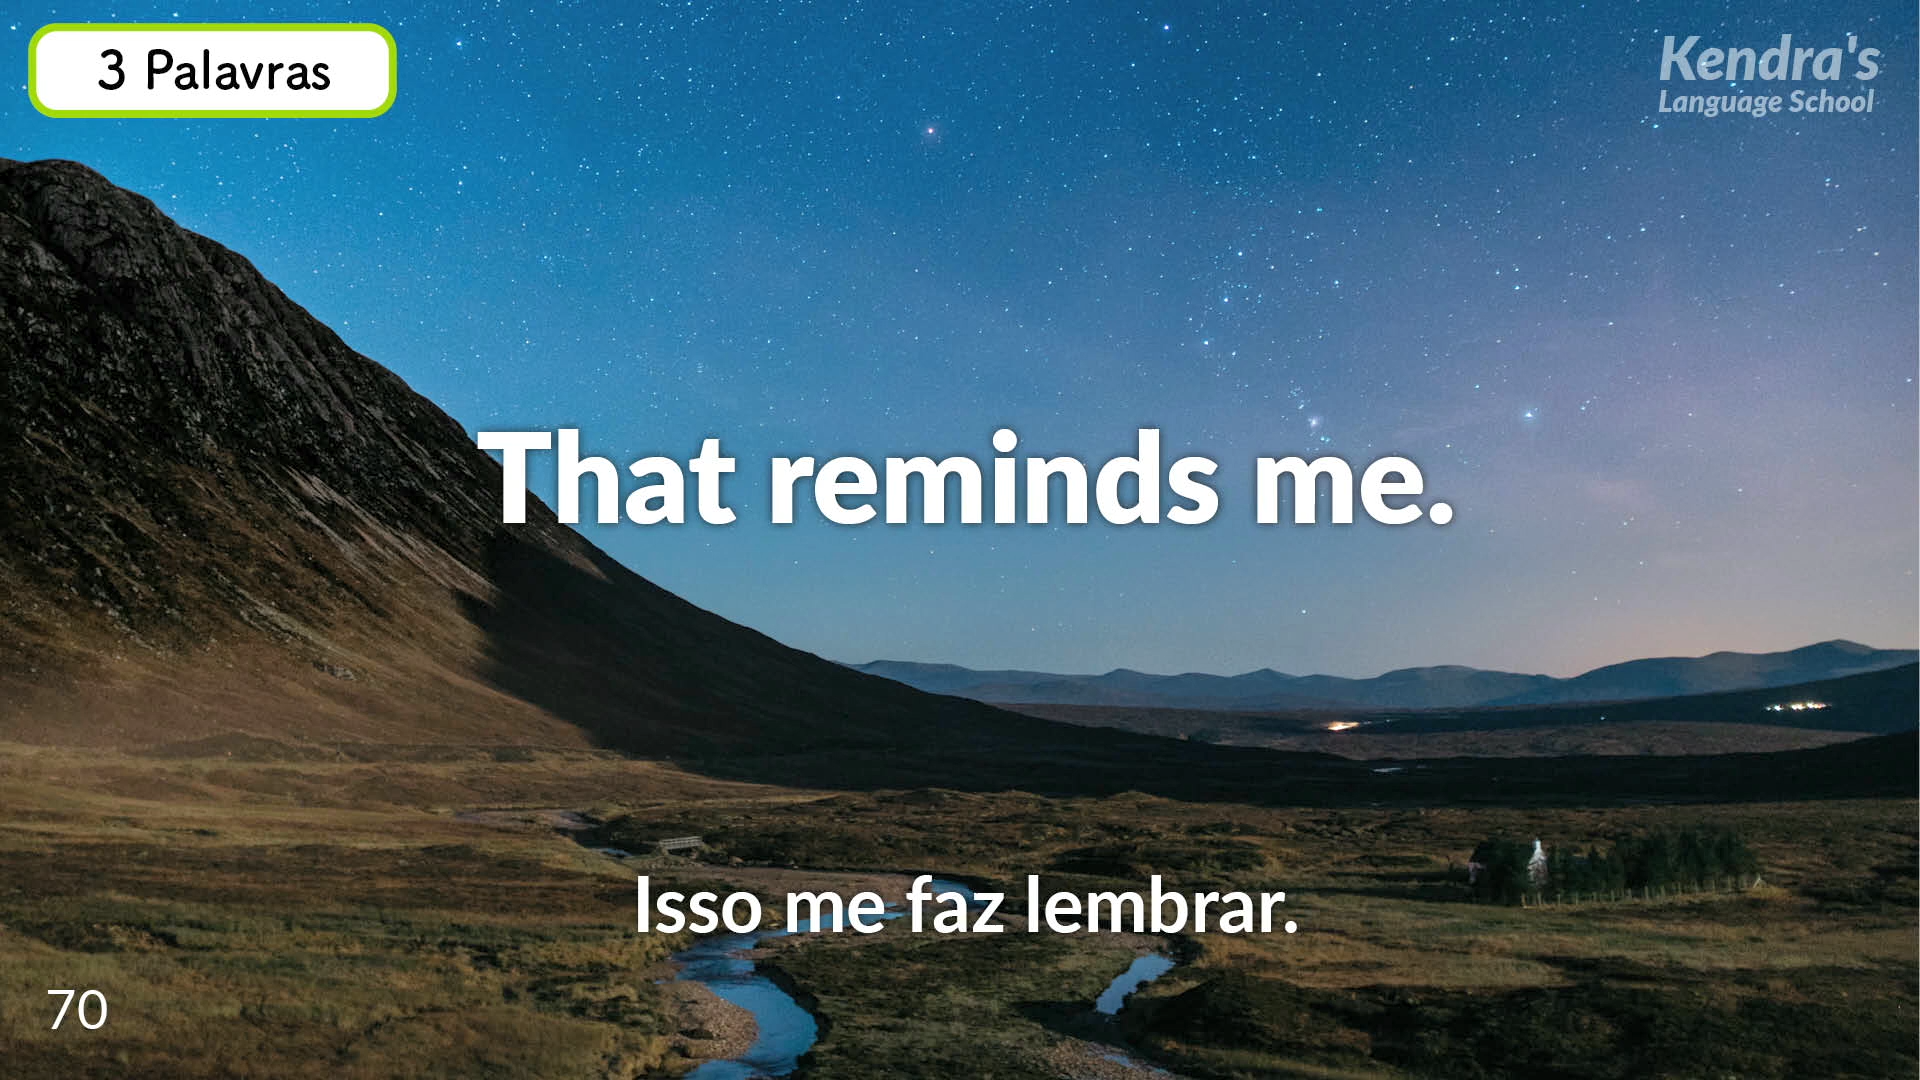 3 Palavras
Kendra's
Language School
That reminds me.
Isso me faz lembrar.
70